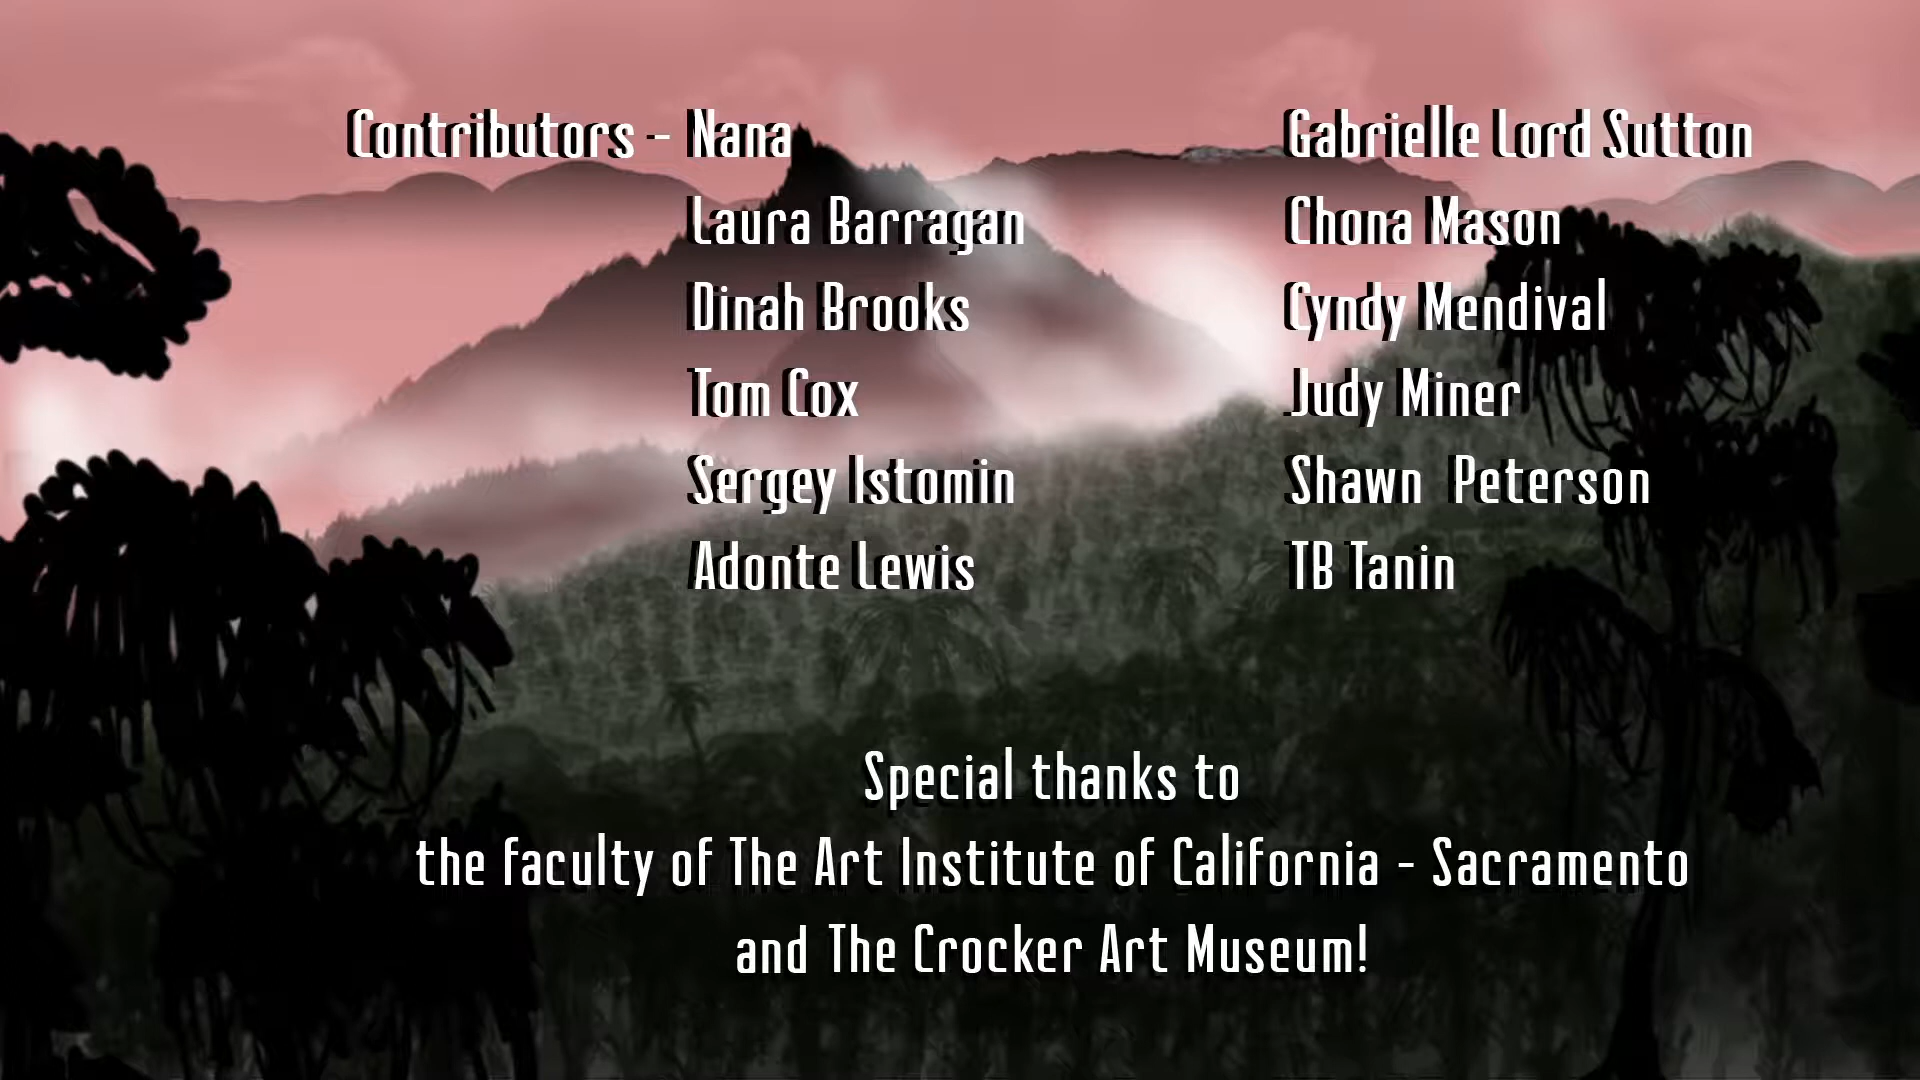 Contributors - Nana
Laura Barragan
Dinah Brooks
Tom Cox
Sergey Istomin
Adonte Lewis
Gabrielle Lord Sutton
Chona Mason
Cyndy Mendival
Judy Miner
Shawn Peterson
TB Tanin
Special thanks to
the faculty of The Art Institute of California - Sacramento
and The Crocker Art Museum!